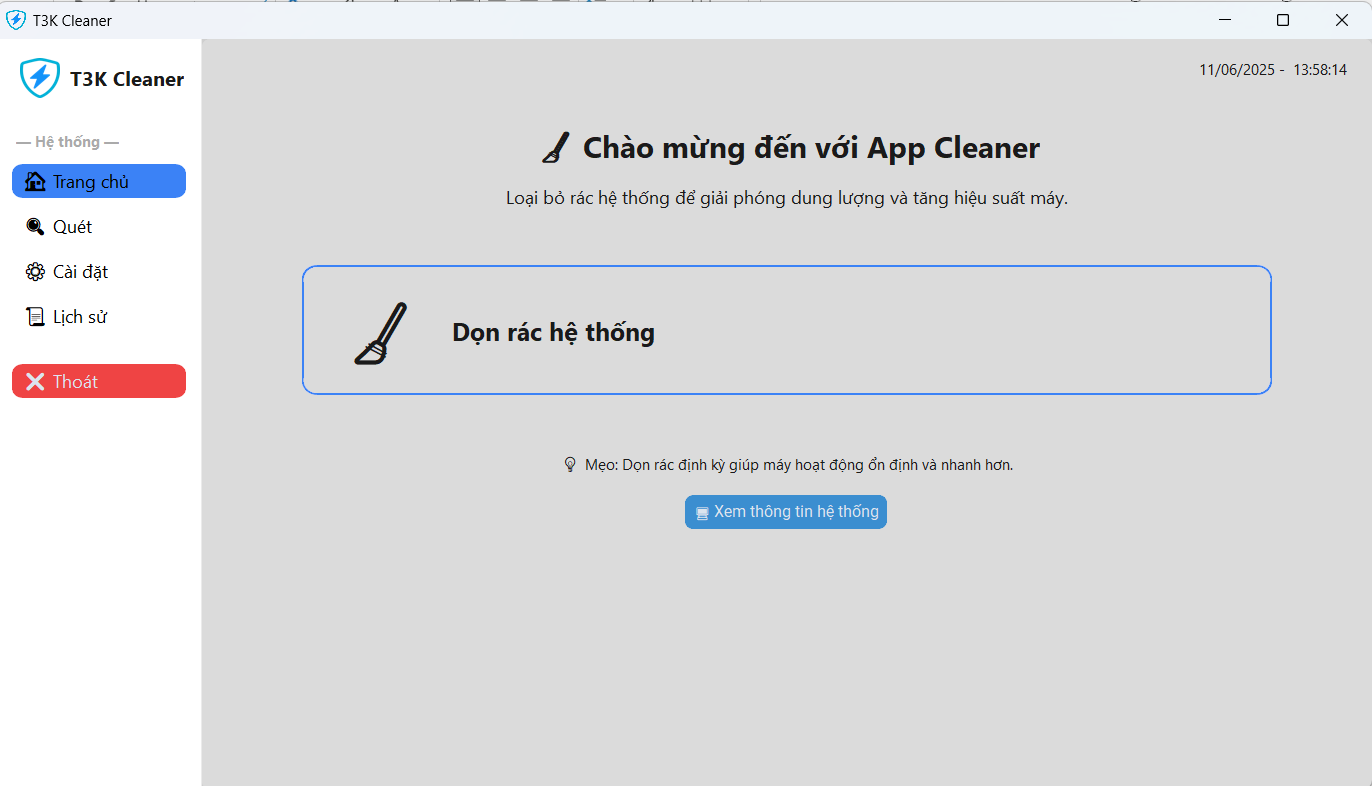 T3K Cleaner
T3K Cleaner
11/06/2025 - 13:58:14
— Hệ thống —
Trang chủ
Quét
Cài đặt
Lịch sử
Thoát
Chào mừng đến với App Cleaner
Loại bỏ rác hệ thống để giải phóng dung lượng và tăng hiệu suất máy.
Dọn rác hệ thống
Mẹo: Dọn rác định kỳ giúp máy hoạt động ổn định và nhanh hơn.
Xem thông tin hệ thống